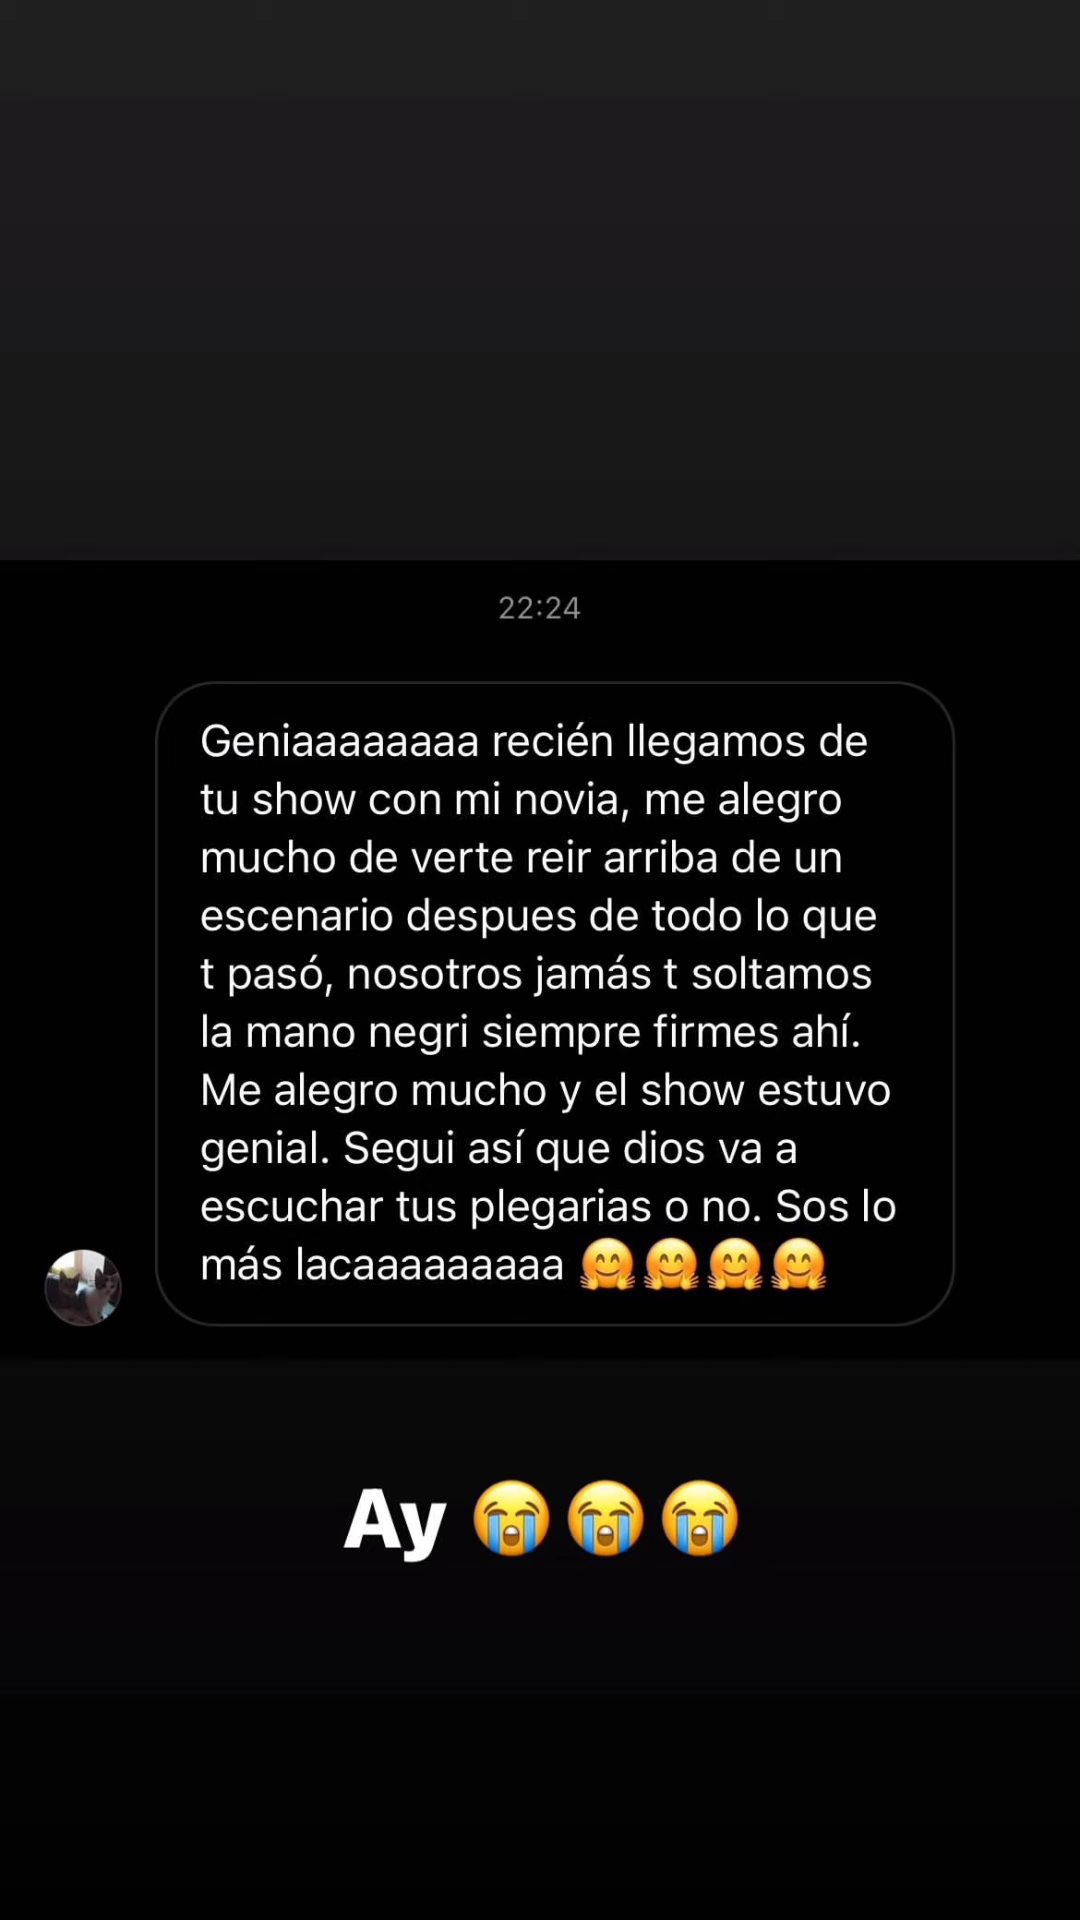 22:24
Geniaaaaaaaa recién llegamos de
tu show con mi novia, me alegro
mucho de verte reir arriba de un
escenario despues de todo lo que
t pasó, nosotros jamás t soltamos
la mano negri siempre firmes ahí.
Me alegro mucho y el show estuvo
genial. Segui así que dios va a
escuchar tus plegarias o no. Sos lo
más lacaaaaaaaaa 🤗🤗🤗🤗
Ay 😭😭😭